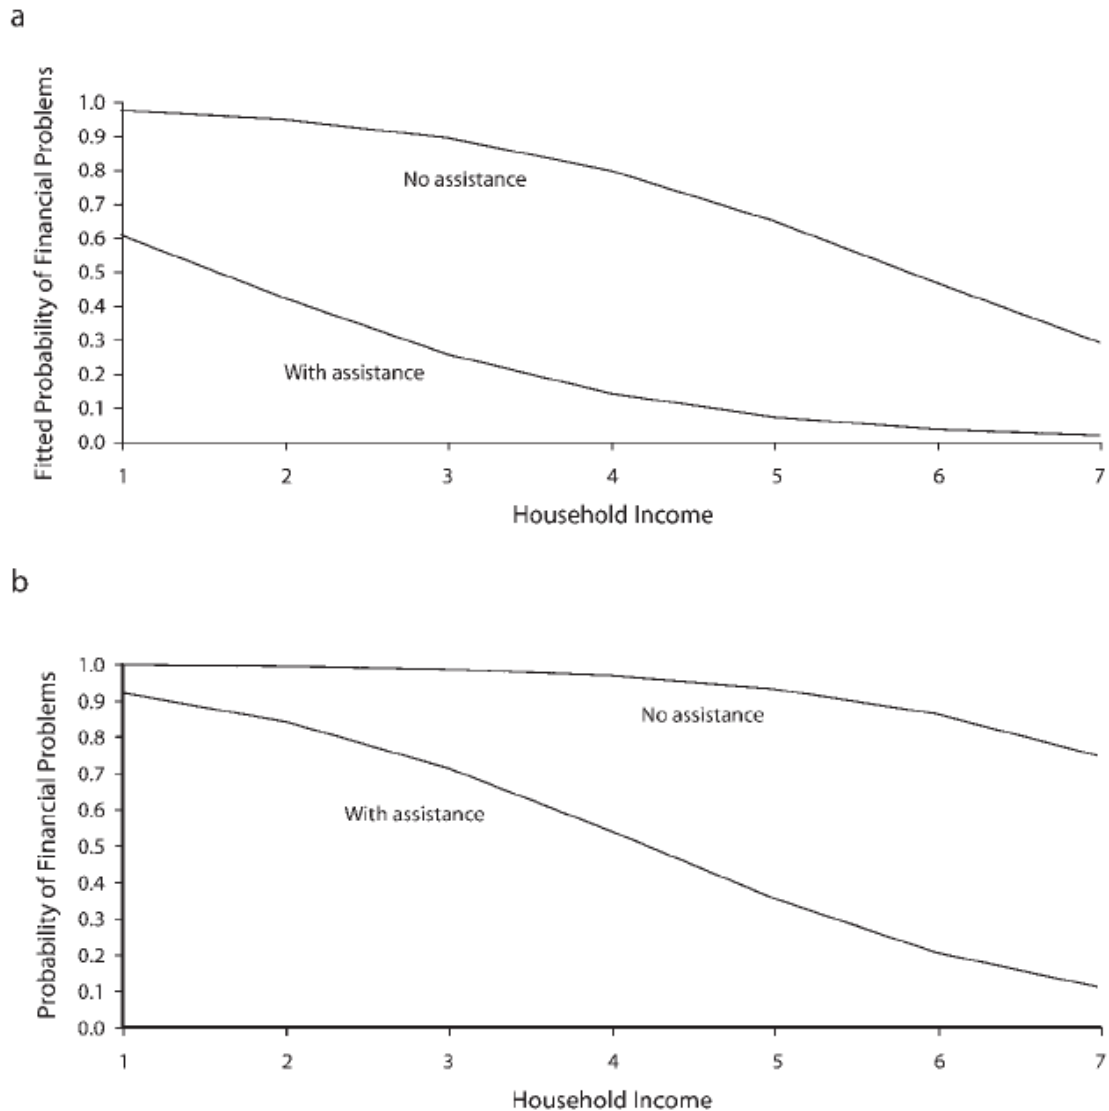 a
Fitted Probability of Financial Problems
1.0
0.9
0.8
0.7
0.6
0.5
0.4
0.3
0.2
0.1
0.0
No assistance
With assistance
1 2 3 4 5 6 7
Household Income
b
Probability of Financial Problems
1.0
0.9
0.8
0.7
0.6
0.5
0.4
0.3
0.2
0.1
0.0
No assistance
With assistance
1 2 3 4 5 6 7
Household Income